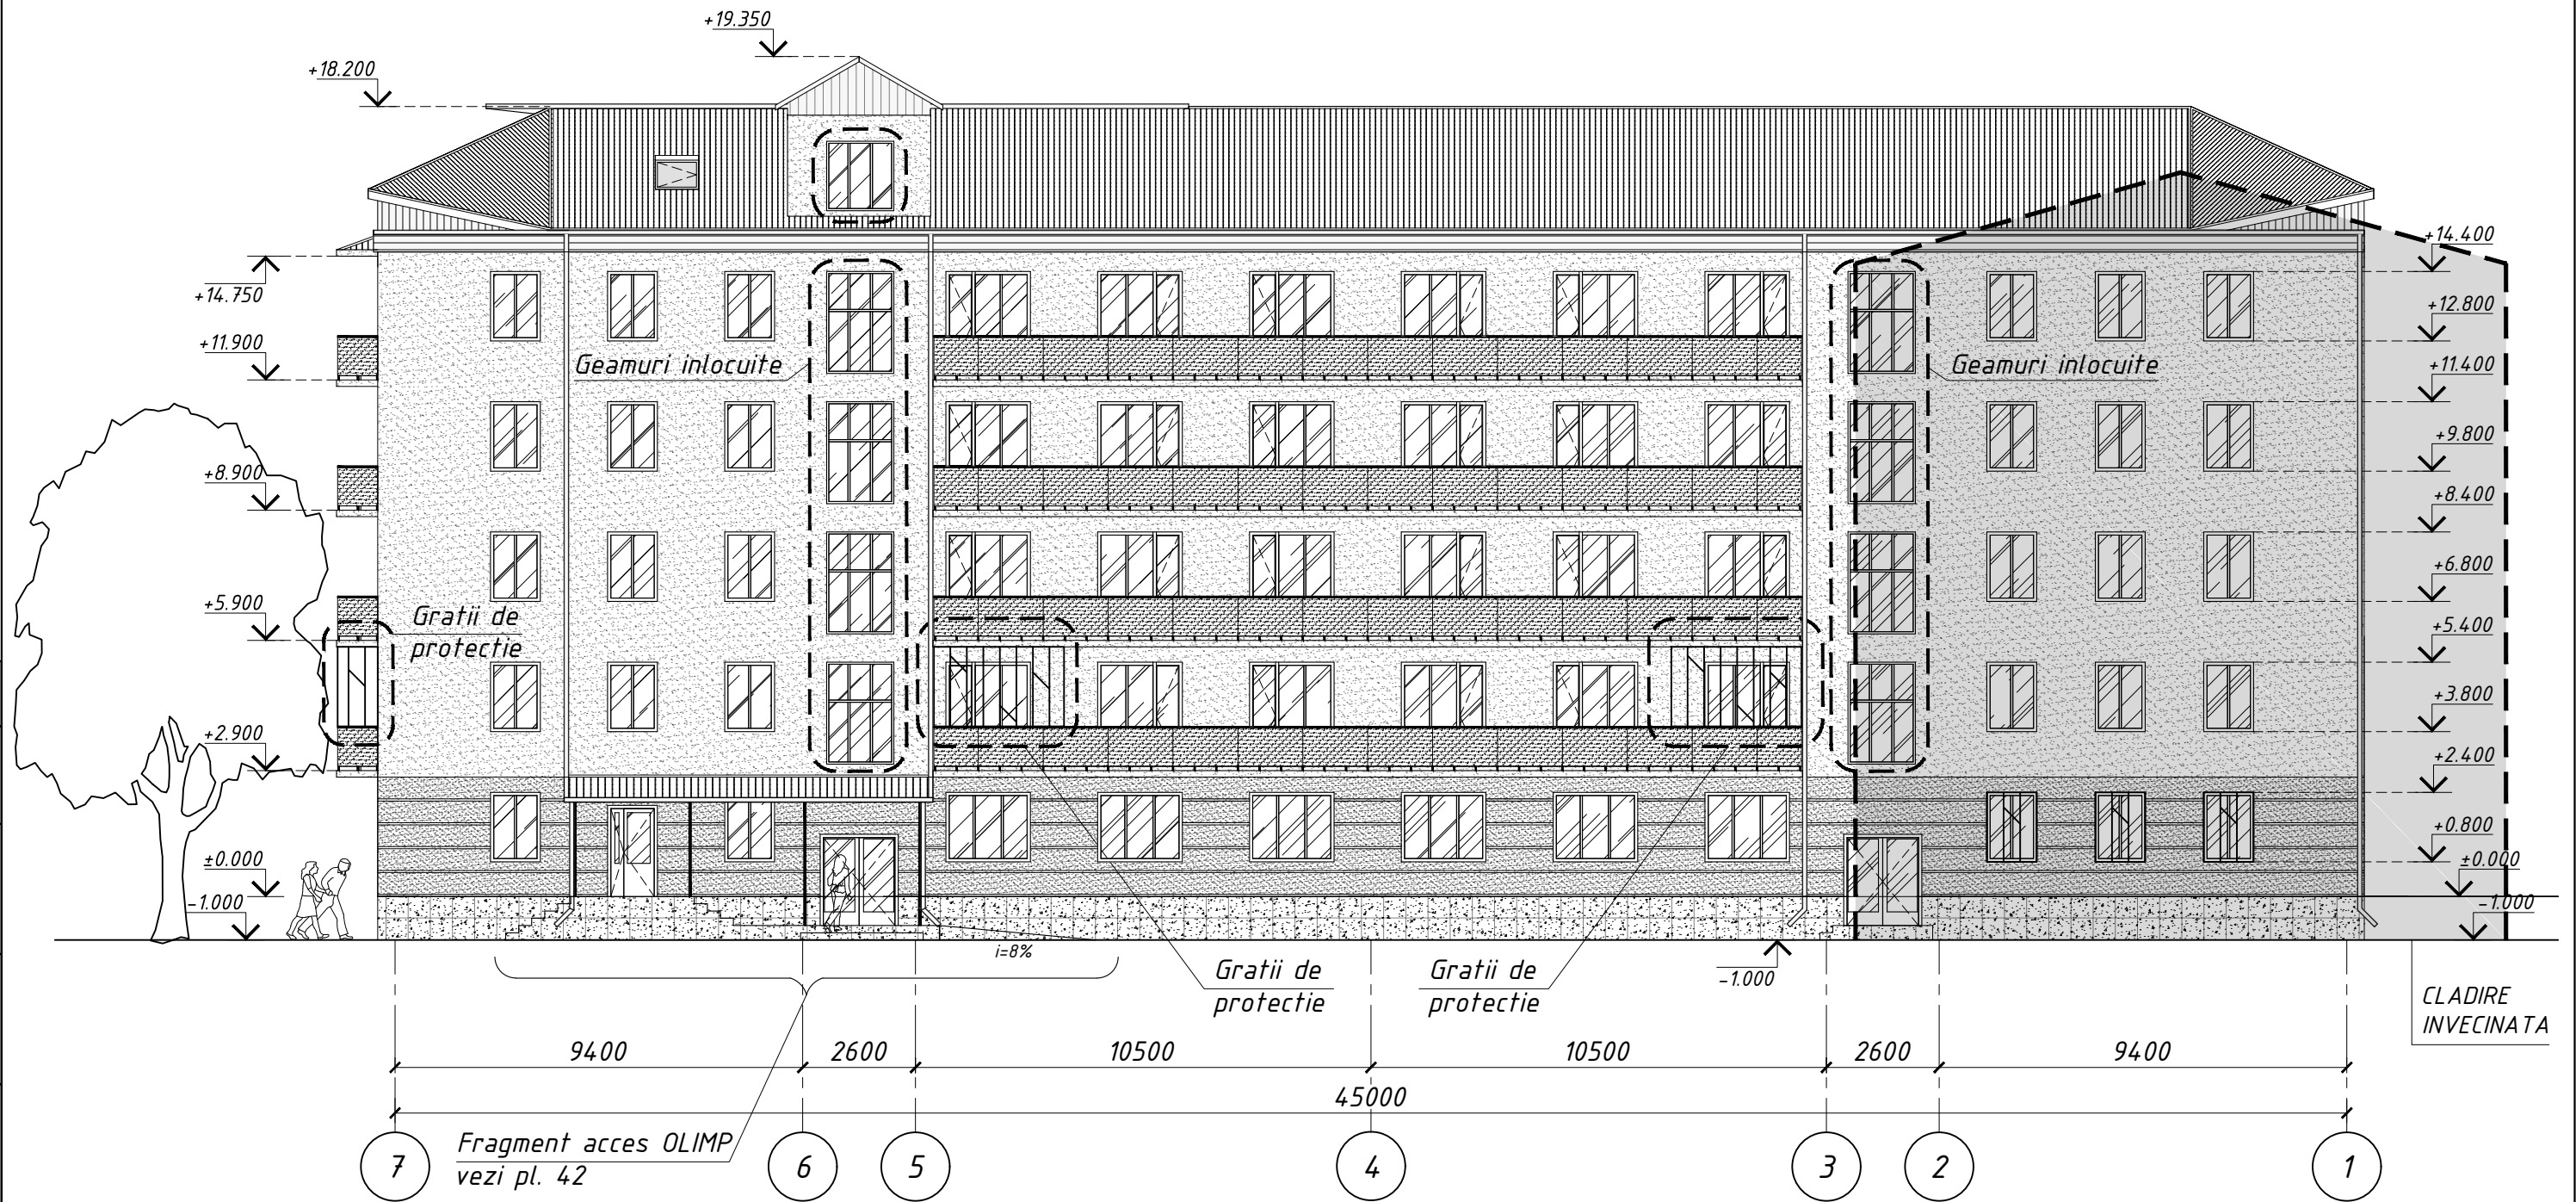 +19.350
+18.200
+14.750
+11.900
+8.900
+5.900
+2.900
±0.000
-1.000
Geamuri inlocuite
Gratii de
protectie
Geamuri inlocuite
+14.400
+12.800
+11.400
+9.800
+8.400
+6.800
+5.400
+3.800
+2.400
+0.800
±0.000
-1.000
i=8%
Gratii de
protectie
Gratii de
protectie
-1.000
CLADIRE
INVECINATA
9400
2600
10500
10500
2600
9400
45000
Fragment acces OLIMP
vezi pl. 42
7
6
5
4
3
2
1